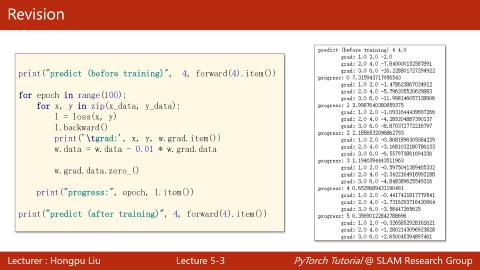 Revision
print("predict (before training)", 4, forward(4).item())
for epoch in range(100):
for x, y in zip(x_data, y_data):
l = loss(x, y)
l.backward()
print('\tgrad:', x, y, w.grad.item())
w.data = w.data - 0.01 * w.grad.data
w.grad.data.zero_()
print("progress:", epoch, l.item())
print("predict (after training)", 4, forward(4).item())
predict (before training) 4 4.0
grad: 1.0 2.0 -2.0
grad: 2.0 4.0 -7.840000152587891
grad: 3.0 6.0 -16.228801727294922
progress: 0 7.315943717956543
grad: 1.0 2.0 -1.478623867034912
grad: 2.0 4.0 -5.796205520629883
grad: 3.0 6.0 -11.998146057128906
progress: 1 3.9987640380859375
grad: 1.0 2.0 -1.0931644439697266
grad: 2.0 4.0 -4.285204887390137
grad: 3.0 6.0 -8.870372772216797
progress: 2 2.1856532096862793
grad: 1.0 2.0 -0.8081896305084229
grad: 2.0 4.0 -3.1681032180786133
grad: 3.0 6.0 -6.557973861694336
progress: 3 1.1946394443511963
grad: 1.0 2.0 -0.5975041389465332
grad: 2.0 4.0 -2.3422164916992188
grad: 3.0 6.0 -4.848389625549316
progress: 4 0.6529689431190491
grad: 1.0 2.0 -0.4417421817779541
grad: 2.0 4.0 -1.7316293716430664
grad: 3.0 6.0 -3.58447265625
progress: 5 0.35690122842788696
grad: 1.0 2.0 -0.3265852928161621
grad: 2.0 4.0 -1.2802143096923828
grad: 3.0 6.0 -2.650045394897461
Lecturer : Hongpu Liu
Lecture 5-3
PyTorch Tutorial @ SLAM Research Group